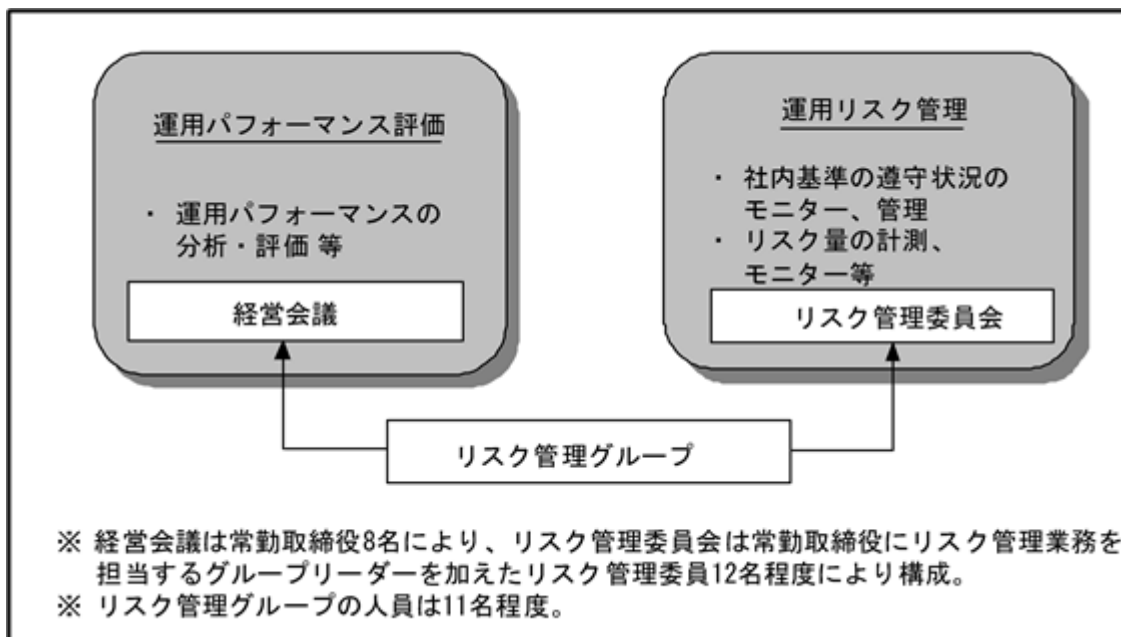 運用パフォーマンス評価
・ 運用パフォーマンスの
分析・評価 等
経営会議
運用リスク管理
・ 社内基準の遵守状況の
モニター、管理
・ リスク量の計測、
モニター等
リスク管理委員会
リスク管理グループ
※ 経営会議は常勤取締役8名により、リスク管理委員会は常勤取締役にリスク管理業務を
担当するグループリーダーを加えたリスク管理委員12名程度により構成。
※ リスク管理グループの人員は11名程度。